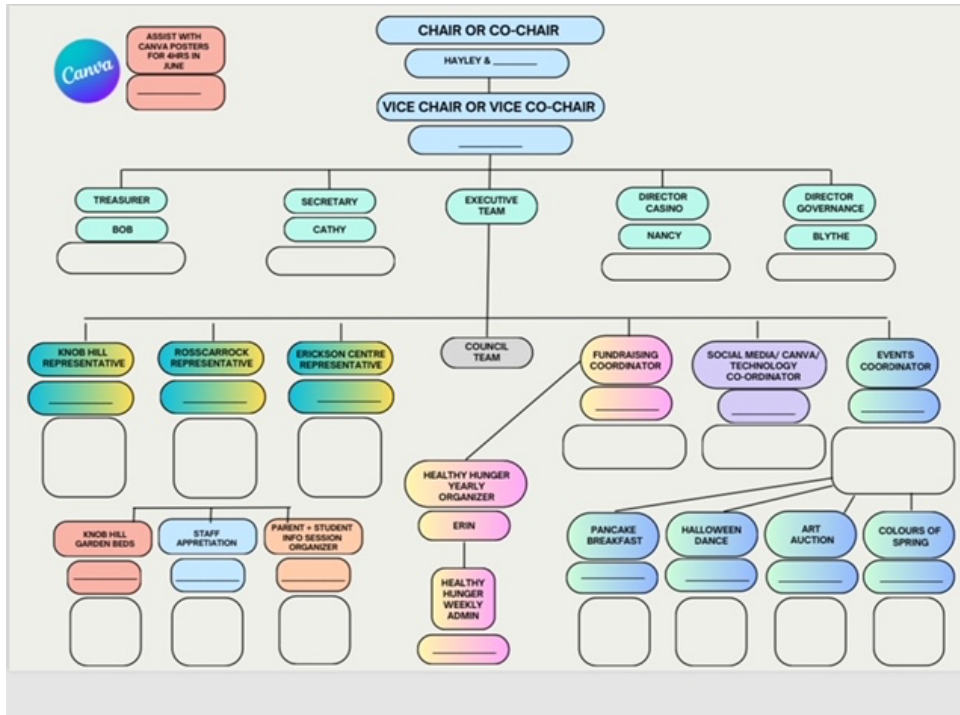 CHAIR OR CO-CHAIR
ASSIST WITH
CANVA POSTERS
FOR 4HRS IN
JUNE
Canva
HAYLEY & ________
VICE CHAIR OR VICE CO-CHAIR
TREASURER
BOB
SECRETARY
CATHY
EXECUTIVE
TEAM
DIRECTOR
CASINO
NANCY
DIRECTOR
GOVERNANCE
BLYTHE
KNOB HILL
REPRESENTATIVE
ROSSCARROCK
REPRESENTATIVE
ERICKSON CENTRE
REPRESENTATIVE
COUNCIL
TEAM
FUNDRAISING
COORDINATOR
SOCIAL MEDIA/ CANVA/
TECHNOLOGY
CO-ORDINATOR
EVENTS
COORDINATOR
HEALTHY HUNGER
YEARLY
ORGANIZER
ERIN
HEALTHY
HUNGER
WEEKLY
ADMIN
KNOB HILL
GARDEN BEDS
STAFF
APPRETIATION
PARENT + STUDENT
INFO SESSION
ORGANIZER
PANCAKE
BREAKFAST
HALLOWEEN
DANCE
ART
AUCTION
COLOURS OF
SPRING